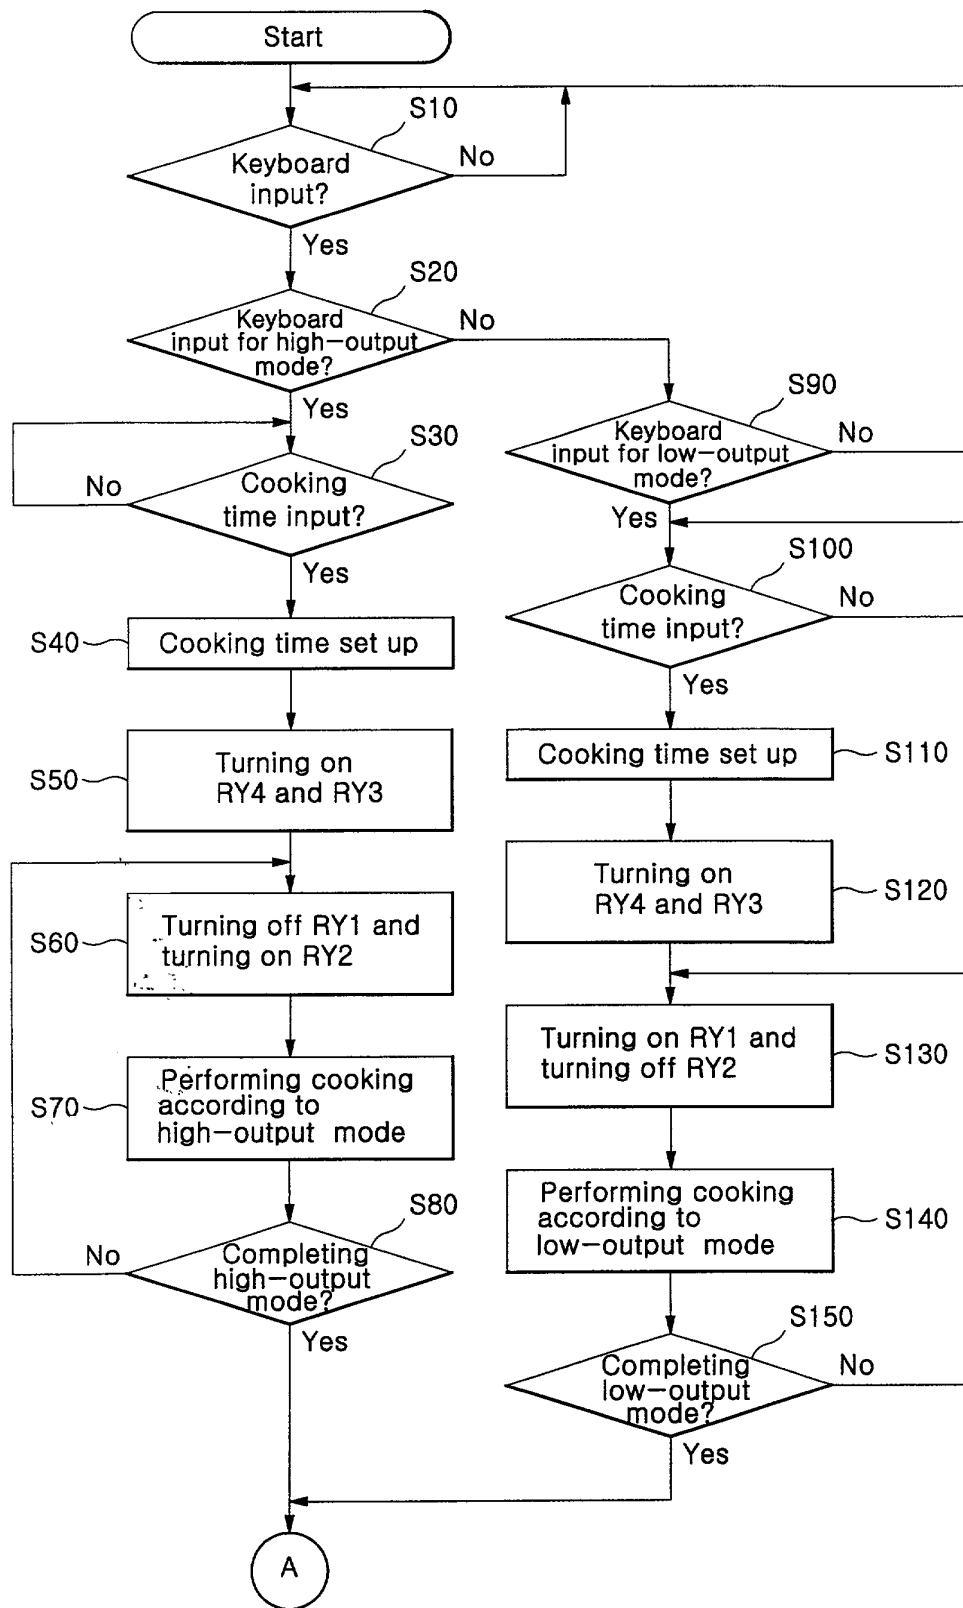 Start
S10
Keyboard
input?
No
Yes
S20
Keyboard
input for high-output
mode?
No
Yes
S30
Cooking
time input?
No
Yes
S40
Cooking time set up
S50
Turning on
RY4 and RY3
S60
Turning off RY1 and
turning on RY2
S70
Performing cooking
according to
high-output mode
S80
Completing
high-output
mode?
No
Yes
S90
Keyboard
input for low-output
mode?
No
Yes
S100
Cooking
time input?
No
Yes
Cooking time set up
S110
Turning on
RY4 and RY3
S120
Turning on RY1 and
turning off RY2
S130
Performing cooking
according to
low-output mode
S140
S150
Completing
low-output
mode?
No
Yes
A